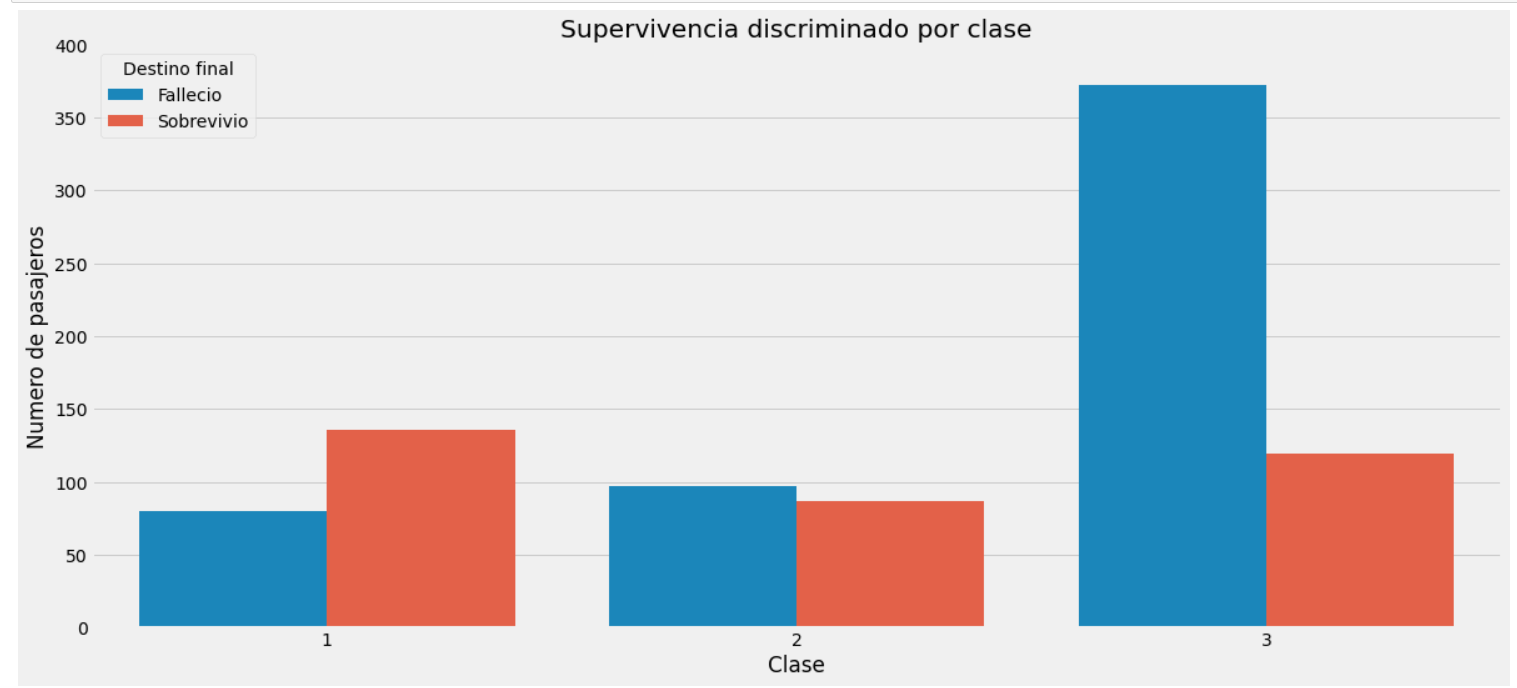 Supervivencia discriminado por clase
400
350
300
250
200
150
100
50
0
Numero de pasajeros
Destino final
Fallecio
Sobrevivio
1 2 3
Clase